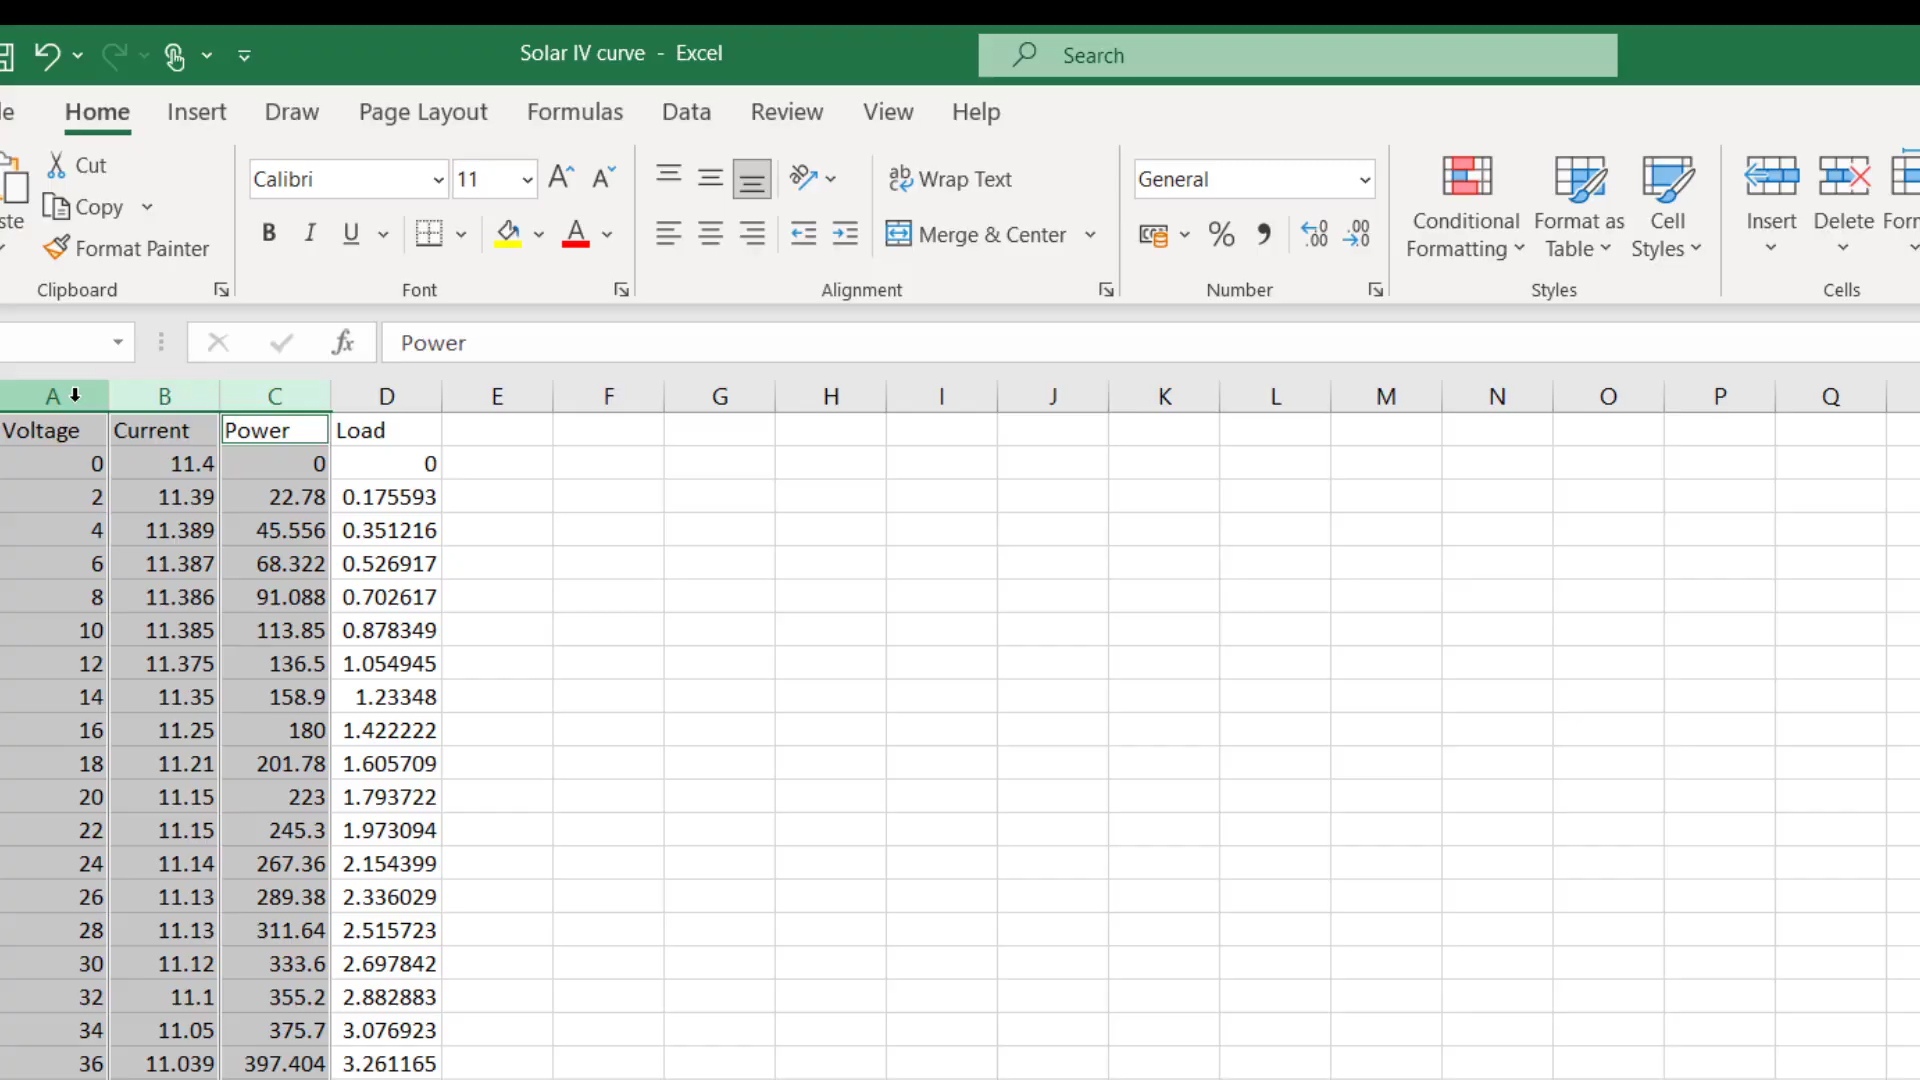 Solar IV curve - Excel
Search
le Home Insert Draw Page Layout Formulas Data Review View Help
Cut
Copy
Format Painter
ste
Clipboard
Calibri 11
B I U
Font
Wrap Text
Merge & Center
Alignment
General
% 9 .00 .00
Number
Conditional Formatting
Format as Table
Cell Styles
Styles
Insert Delete Form
Cells
fx Power
A B C D E F G H I J K L M N O P Q
Voltage Current Power Load
0 11.4 0 0
2 11.39 22.78 0.175593
4 11.389 45.556 0.351216
6 11.387 68.322 0.526917
8 11.386 91.088 0.702617
10 11.385 113.85 0.878349
12 11.375 136.5 1.054945
14 11.35 158.9 1.23348
16 11.25 180 1.422222
18 11.21 201.78 1.605709
20 11.15 223 1.793722
22 11.15 245.3 1.973094
24 11.14 267.36 2.154399
26 11.13 289.38 2.336029
28 11.13 311.64 2.515723
30 11.12 333.6 2.697842
32 11.1 355.2 2.882883
34 11.05 375.7 3.076923
36 11.039 397.404 3.261165